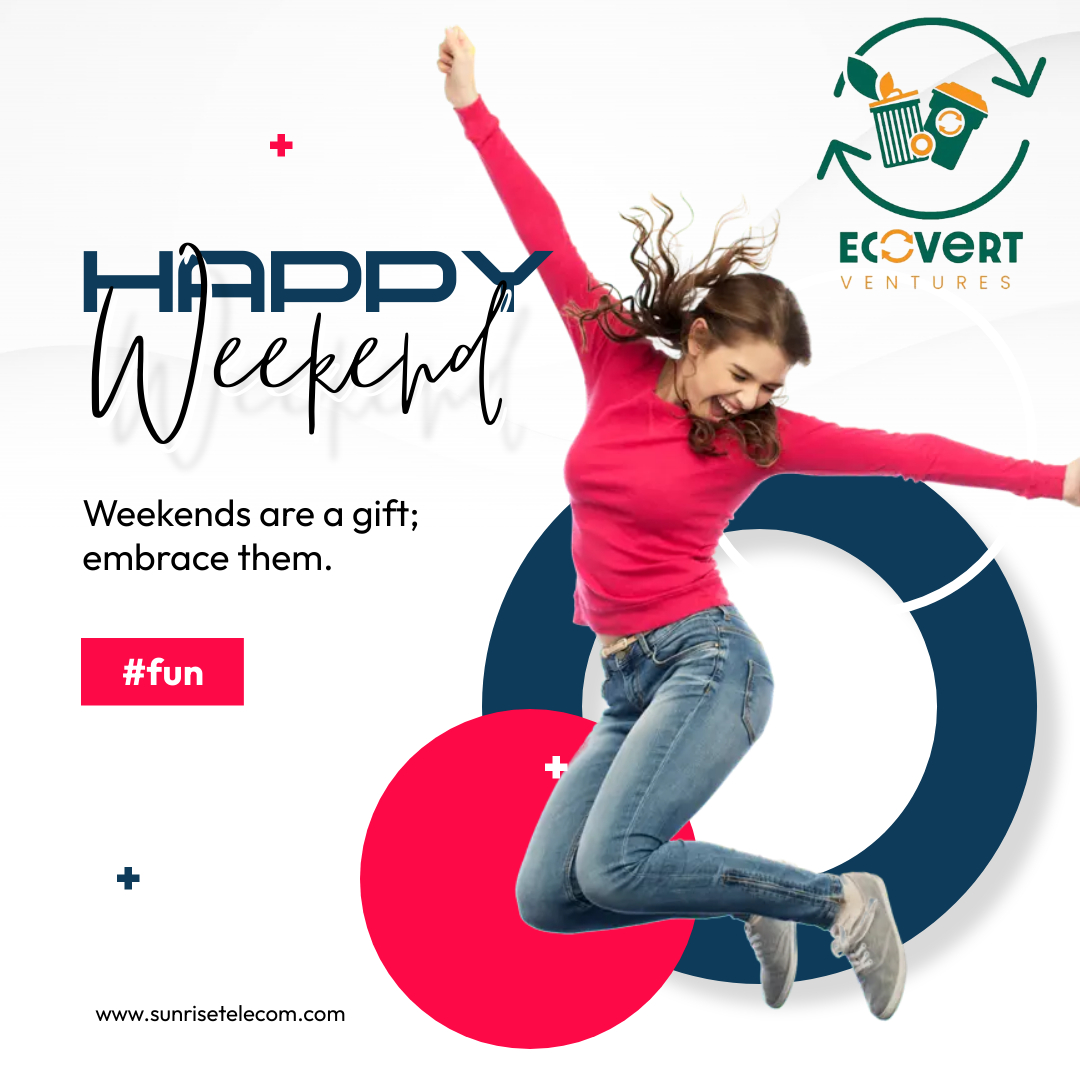 ECOVERT
VENTURES
HAPPY
Weekend
Weekends are a gift;
embrace them.
#fun
www.sunrisetelecom.com